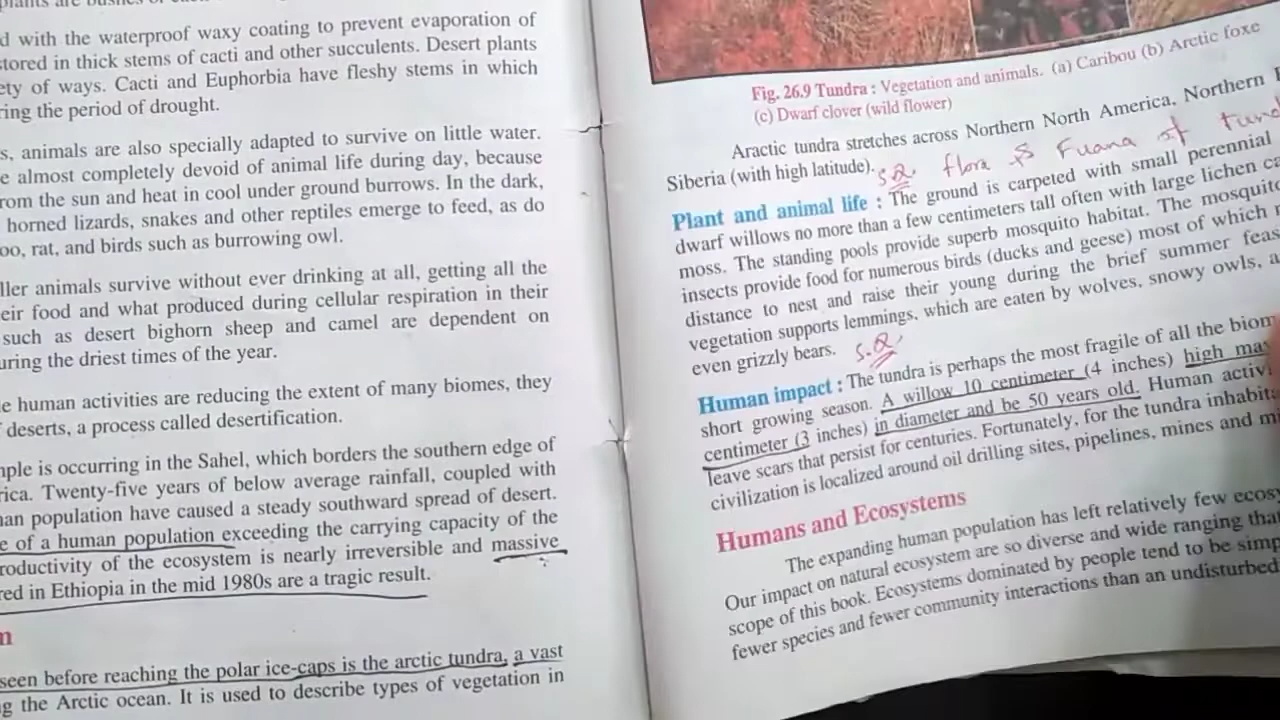 d with the waterproof waxy coating to prevent evaporation of
stored in thick stems of cacti and other succulents. Desert plants
ety of ways. Cacti and Euphorbia have fleshy stems in which
ring the period of drought.
s, animals are also specially adapted to survive on little water.
e almost completely devoid of animal life during day, because
rom the sun and heat in cool under ground burrows. In the dark,
horned lizards, snakes and other reptiles emerge to feed, as do
oo, rat, and birds such as burrowing owl.
ller animals survive without ever drinking at all, getting all the
eir food and what produced during cellular respiration in their
such as desert bighorn sheep and camel are dependent on
uring the driest times of the year.
e human activities are reducing the extent of many biomes, they
deserts, a process called desertification.
mple is occurring in the Sahel, which borders the southern edge of
rica. Twenty-five years of below average rainfall, coupled with
nan population have caused a steady southward spread of desert.
e of a human population exceeding the carrying capacity of the
roductivity of the ecosystem is nearly irreversible and massive
red in Ethiopia in the mid 1980s are a tragic result.
n
seen before reaching the polar ice-caps is the arctic tundra, a vast
g the Arctic ocean. It is used to describe types of vegetation in
Fig. 26.9 Tundra : Vegetation and animals. (a) Caribou (b) Arctic foxe
(c) Dwarf clover (wild flower)
Aractic tundra stretches across Northern North America, Northern
Siberia (with high latitude).
S.Q. flora & Fuana of tund
Plant and animal life : The ground is carpeted with small perennial
dwarf willows no more than a few centimeters tall often with large lichen ca
moss. The standing pools provide superb mosquito habitat. The mosquito
insects provide food for numerous birds (ducks and geese) most of which
distance to nest and raise their young during the brief summer feas
vegetation supports lemmings, which are eaten by wolves, snowy owls, a
even grizzly bears. S.Q.
Human impact : The tundra is perhaps the most fragile of all the biom
short growing season. A willow 10 centimeter (4 inches) high may
centimeter (3 inches) in diameter and be 50 years old. Human activi
leave scars that persist for centuries. Fortunately, for the tundra inhabita
civilization is localized around oil drilling sites, pipelines, mines and m
Humans and Ecosystems
The expanding human population has left relatively few ecosy
Our impact on natural ecosystem are so diverse and wide ranging that
scope of this book. Ecosystems dominated by people tend to be simp
fewer species and fewer community interactions than an undisturbed